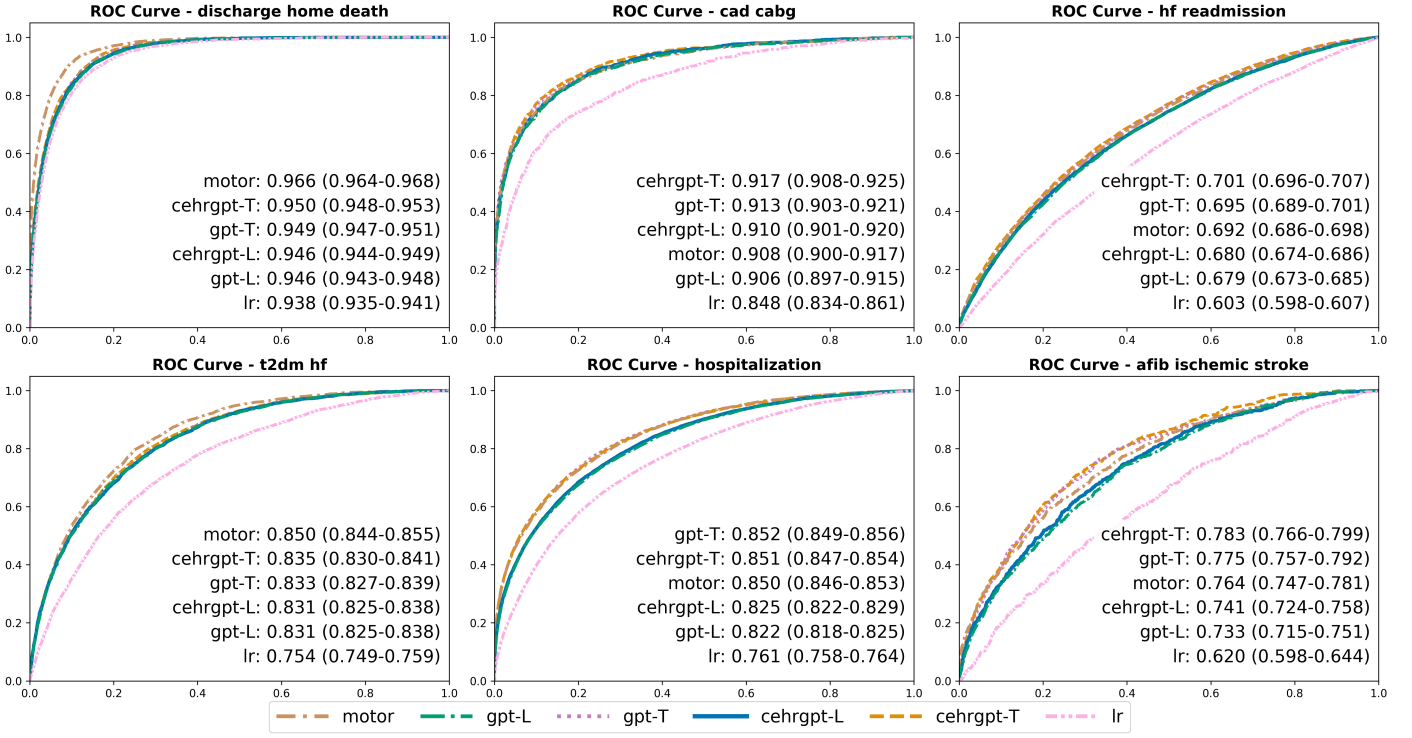 ROC Curve - discharge home death
1.0
0.8
0.6
0.4
0.2
0.0
motor: 0.966 (0.964-0.968)
cehrgpt-T: 0.950 (0.948-0.953)
gpt-T: 0.949 (0.947-0.951)
cehrgpt-L: 0.946 (0.944-0.949)
gpt-L: 0.946 (0.943-0.948)
lr: 0.938 (0.935-0.941)
0.0 0.2 0.4 0.6 0.8 1.0
ROC Curve - cad cabg
1.0
0.8
0.6
0.4
0.2
0.0
cehrgpt-T: 0.917 (0.908-0.925)
gpt-T: 0.913 (0.903-0.921)
cehrgpt-L: 0.910 (0.901-0.920)
motor: 0.908 (0.900-0.917)
gpt-L: 0.906 (0.897-0.915)
lr: 0.848 (0.834-0.861)
0.0 0.2 0.4 0.6 0.8 1.0
ROC Curve - hf readmission
1.0
0.8
0.6
0.4
0.2
0.0
cehrgpt-T: 0.701 (0.696-0.707)
gpt-T: 0.695 (0.689-0.701)
motor: 0.692 (0.686-0.698)
cehrgpt-L: 0.680 (0.674-0.686)
gpt-L: 0.679 (0.673-0.685)
lr: 0.603 (0.598-0.607)
0.0 0.2 0.4 0.6 0.8 1.0
ROC Curve - t2dm hf
1.0
0.8
0.6
0.4
0.2
0.0
motor: 0.850 (0.844-0.855)
cehrgpt-T: 0.835 (0.830-0.841)
gpt-T: 0.833 (0.827-0.839)
cehrgpt-L: 0.831 (0.825-0.838)
gpt-L: 0.831 (0.825-0.838)
lr: 0.754 (0.749-0.759)
0.0 0.2 0.4 0.6 0.8 1.0
ROC Curve - hospitalization
1.0
0.8
0.6
0.4
0.2
0.0
gpt-T: 0.852 (0.849-0.856)
cehrgpt-T: 0.851 (0.847-0.854)
motor: 0.850 (0.846-0.853)
cehrgpt-L: 0.825 (0.822-0.829)
gpt-L: 0.822 (0.818-0.825)
lr: 0.761 (0.758-0.764)
0.0 0.2 0.4 0.6 0.8 1.0
ROC Curve - afib ischemic stroke
1.0
0.8
0.6
0.4
0.2
0.0
cehrgpt-T: 0.783 (0.766-0.799)
gpt-T: 0.775 (0.757-0.792)
motor: 0.764 (0.747-0.781)
cehrgpt-L: 0.741 (0.724-0.758)
gpt-L: 0.733 (0.715-0.751)
lr: 0.620 (0.598-0.644)
0.0 0.2 0.4 0.6 0.8 1.0
motor gpt-L gpt-T cehrgpt-L cehrgpt-T lr